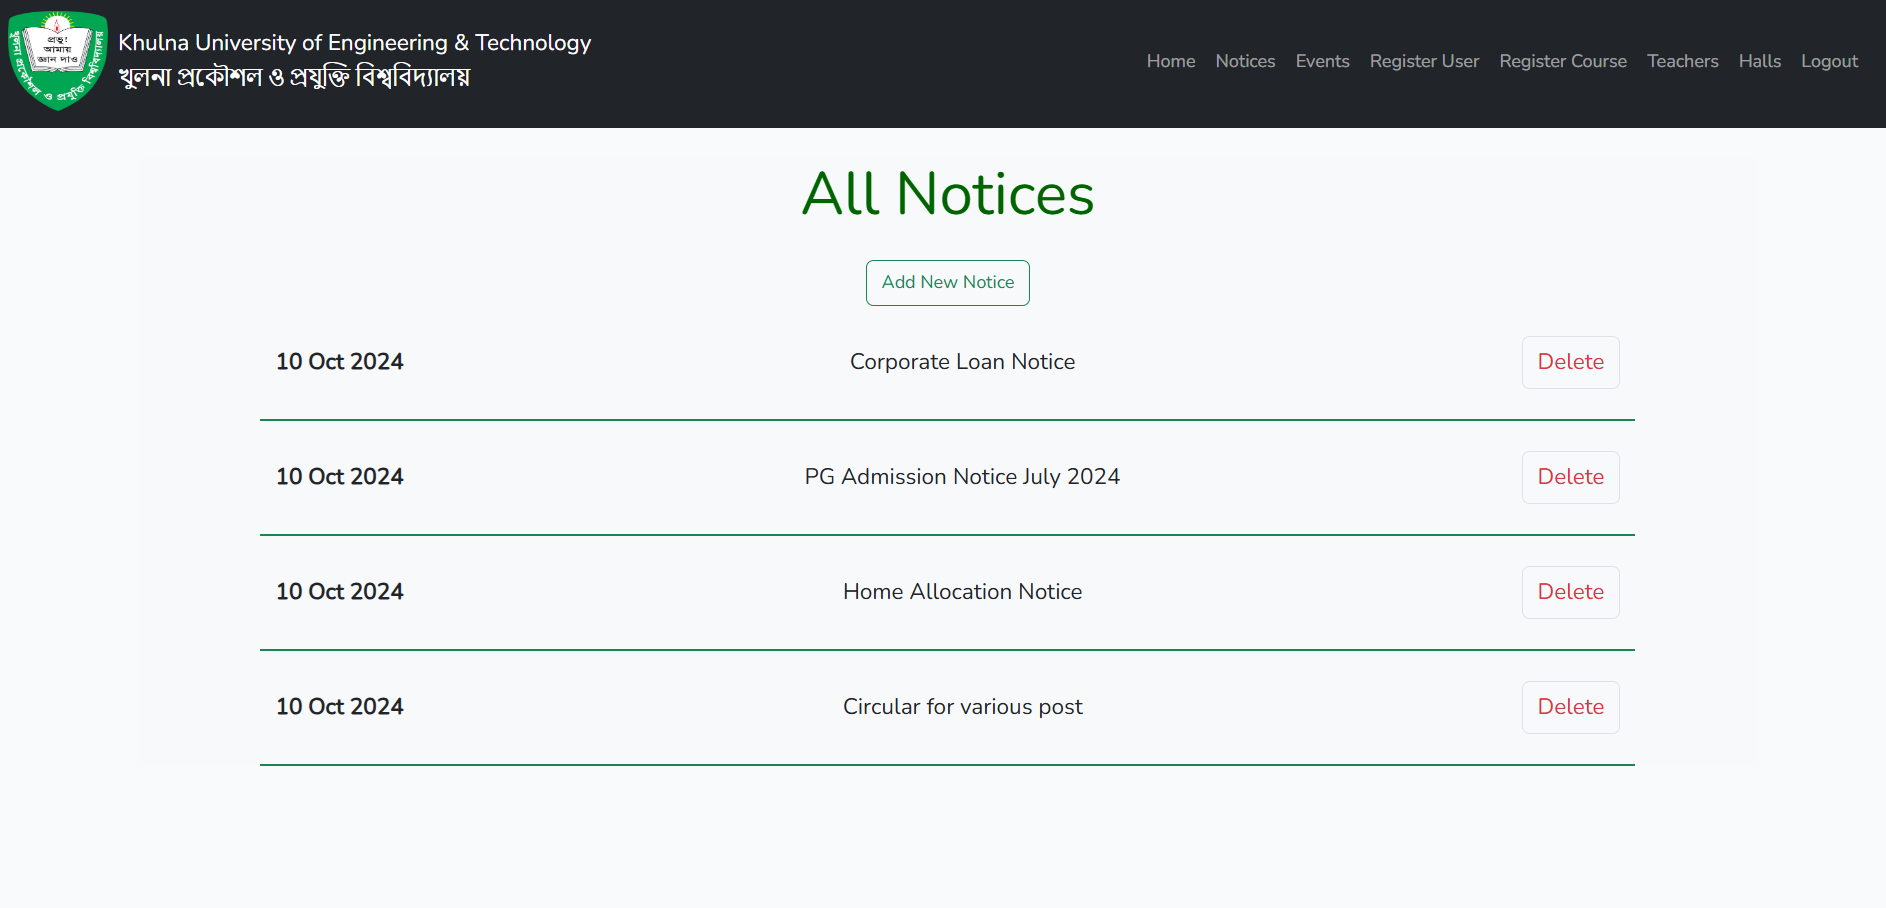 প্রভু!
আমায়
জ্ঞান দাও
খুলনা প্রকৌশল ও প্রযুক্তি বিশ্ববিদ্যালয়
Khulna University of Engineering & Technology
খুলনা প্রকৌশল ও প্রযুক্তি বিশ্ববিদ্যালয়
Home Notices Events Register User Register Course Teachers Halls Logout
All Notices
Add New Notice
10 Oct 2024 Corporate Loan Notice Delete
10 Oct 2024 PG Admission Notice July 2024 Delete
10 Oct 2024 Home Allocation Notice Delete
10 Oct 2024 Circular for various post Delete